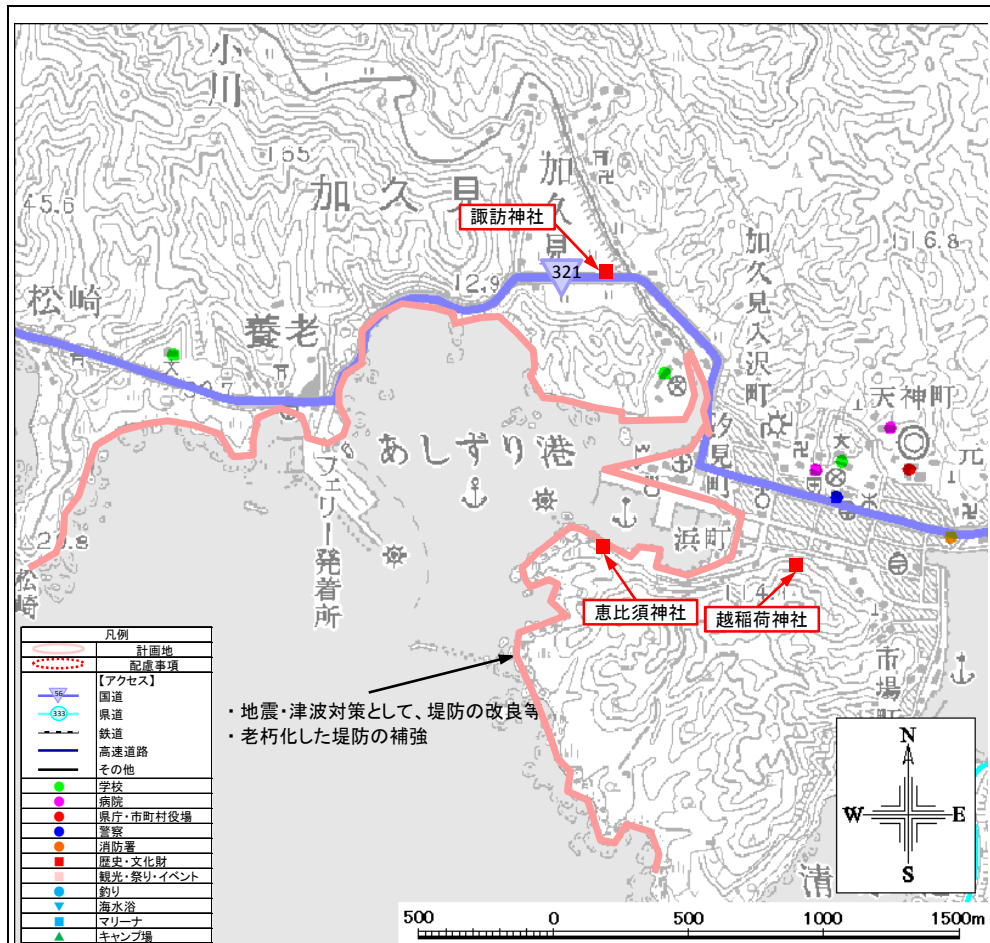 小川
165
45.6
加久見
加久見
諏訪神社
321
12.9
116.8
松崎
養老
加久見入沢町
天神町
元
汐見町
あしずり港
フェリー発着所
浜町
松崎
恵比須神社
越稲荷神社
市場町
清
・地震・津波対策として、堤防の改良等
・老朽化した堤防の補強
凡例
計画地
配慮事項
【アクセス】
56
国道
333
県道
鉄道
高速道路
その他
学校
病院
県庁・市町村役場
警察
消防署
歴史・文化財
観光・祭り・イベント
釣り
海水浴
マリーナ
キャンプ場
N
W
E
S
500
0
500
1000
1500m